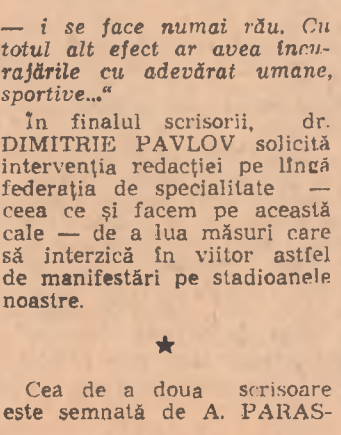 — i se face numai rău. Cu
totul alt efect ar avea încu-
rajările cu adevărat umane,
sportive..."
În finalul scrisorii, dr.
DIMITRIE PAVLOV solicită
intervenția redacției pe lîngă
federația de specialitate —
ceea ce și facem pe această
cale — de a lua măsuri care
să interzică în viitor astfel
de manifestări pe stadioanele
noastre.
★
Cea de a doua scrisoare
este semnată de A. PARAS-